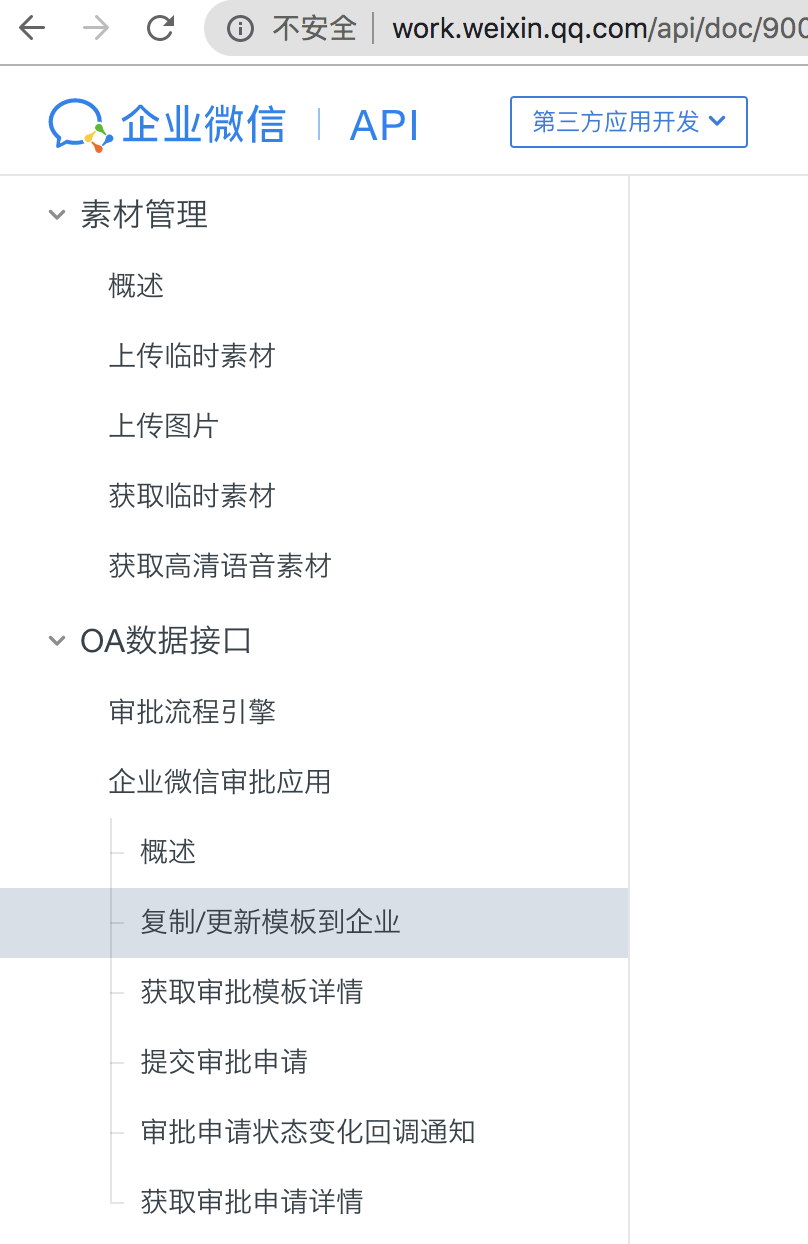 不安全 work.weixin.qq.com/api/doc/900
企业微信 API 第三方应用开发
素材管理
概述
上传临时素材
上传图片
获取临时素材
获取高清语音素材
OA数据接口
审批流程引擎
企业微信审批应用
概述
复制/更新模板到企业
获取审批模板详情
提交审批申请
审批申请状态变化回调通知
获取审批申请详情